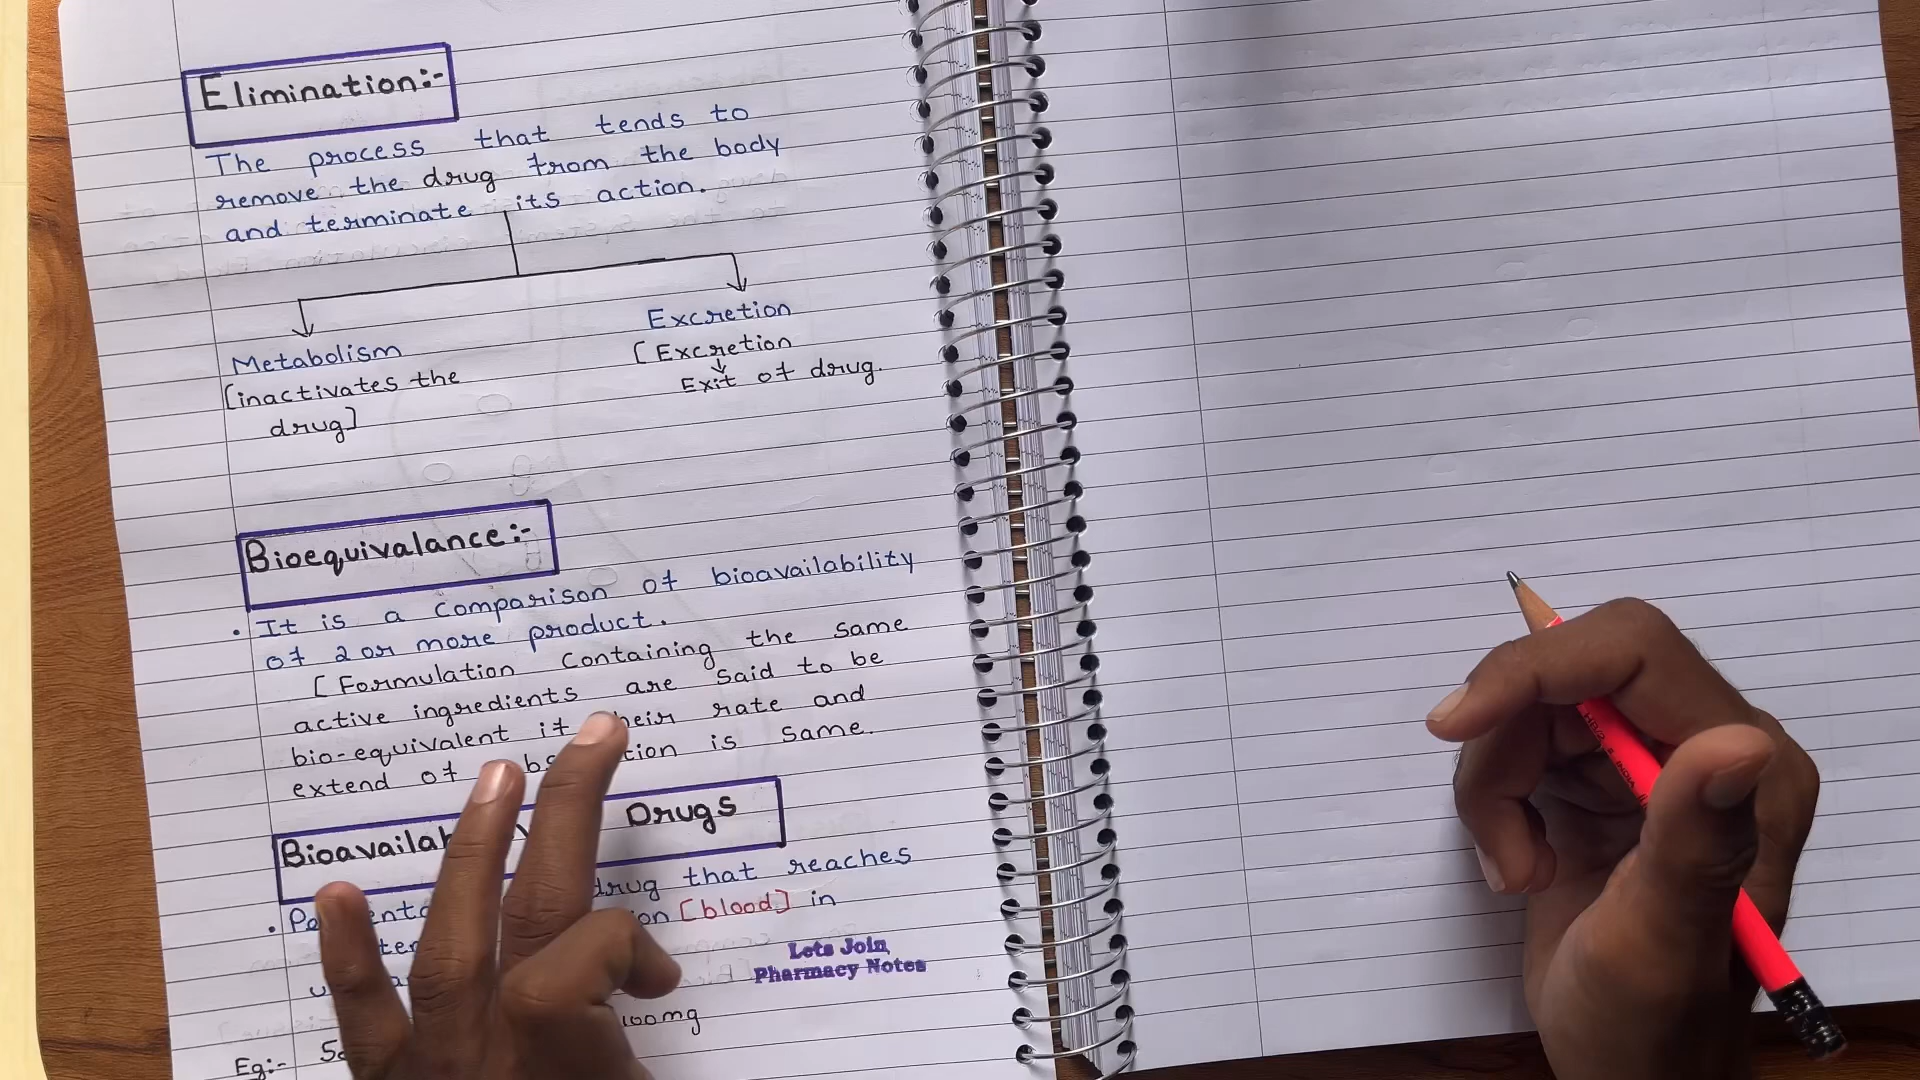 Elimination:-
The process that tends to
remove the drug from the body
and terminate its action.
Metabolism
[inactivates the
drug]
Excretion
[Excretion
↓
Exit of drug.
Bioequivalance:-
• It is a comparison of bioavailability
of 2 or more product.
[Formulation containing the same
active ingredients are said to be
bio-equivalent if their rate and
extend of is same.
Drugs
• drug that reaches
[blood] in
100mg
Eg:-
Lets Join
Pharmacy Notes